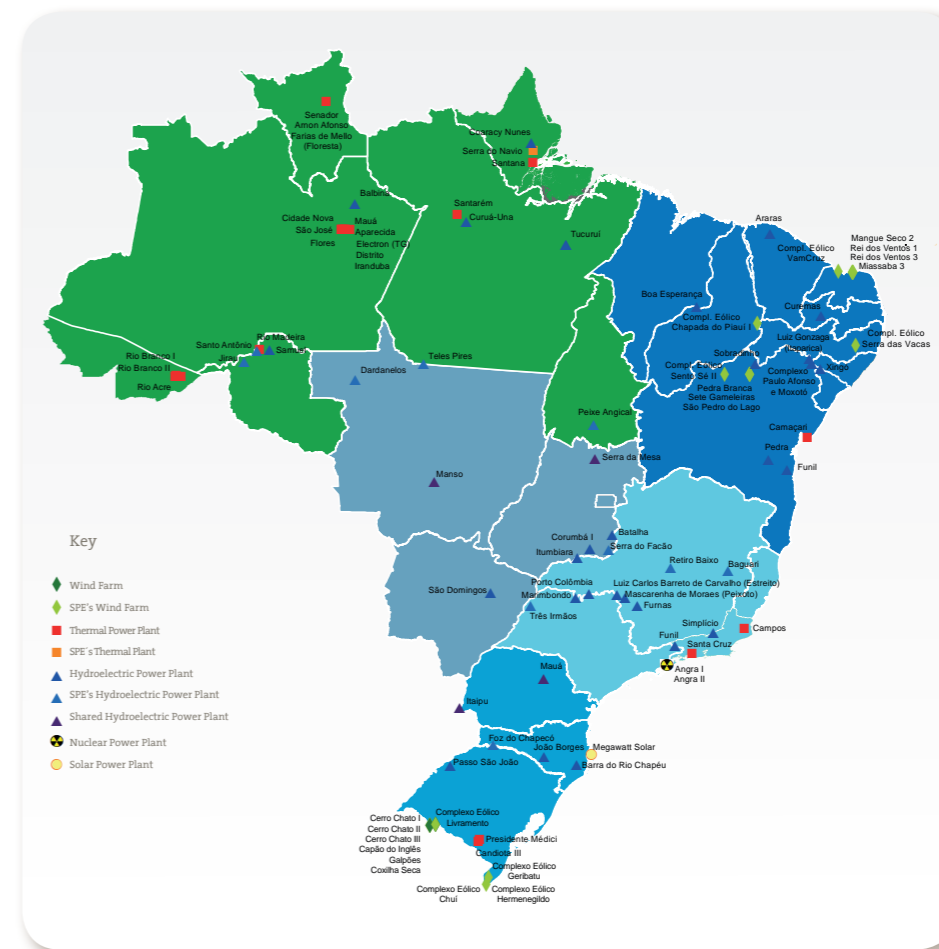 Senador
Amon Afonso
Farias de Mello
(Floresta)
Coaracy Nunes
Serra do Navio
Santana
Balbina
Cidade Nova
São José
Flores
Mauá
Aparecida
Electron (TG)
Distrito
Iranduba
Santarém
Curuá-Una
Tucuruí
Araras
Compl. Eólico
VamCruz
Mangue Seco 2
Rei dos Ventos 1
Rei dos Ventos 3
Miassaba 3
Boa Esperança
Curemas
Compl. Eólico
Chapada do Piauí I
Luiz Gonzaga
(Itaparica)
Compl. Eólico
Serra das Vacas
Sobradinho
Compl. Eólico
Sento Sé II
Pedra Branca
Sete Gameleiras
São Pedro do Lago
Complexo
Paulo Afonso
e Moxotó
Xingo
Rio Madeira
Santo Antônio
Samuel
Jirau
Rio Branco I
Rio Branco II
Rio Acre
Teles Pires
Dardanelos
Peixe Angical
Camaçari
Pedra
Funil
Serra da Mesa
Manso
Batalha
Corumbá I
Serra do Facão
Itumbiara
Retiro Baixo
Baguari
São Domingos
Porto Colômbia
Luiz Carlos Barreto de Carvalho (Estreito)
Marimbondo
Mascarenha de Moraes (Peixoto)
Furnas
Três Irmãos
Simplício
Campos
Funil
Santa Cruz
Angra I
Angra II
Mauá
Itaipu
Foz do Chapecó
João Borges
Megawatt Solar
Passo São João
Barra do Rio Chapéu
Cerro Chato I
Cerro Chato II
Cerro Chato III
Capão do Inglês
Galpões
Coxilha Seca
Complexo Eólico
Livramento
Presidente Médici
Candiota III
Complexo Eólico
Geribatu
Complexo Eólico
Chuí
Complexo Eólico
Hermenegildo
Key
Wind Farm
SPE's Wind Farm
Thermal Power Plant
SPE´s Thermal Plant
Hydroelectric Power Plant
SPE's Hydroelectric Power Plant
Shared Hydroelectric Power Plant
Nuclear Power Plant
Solar Power Plant